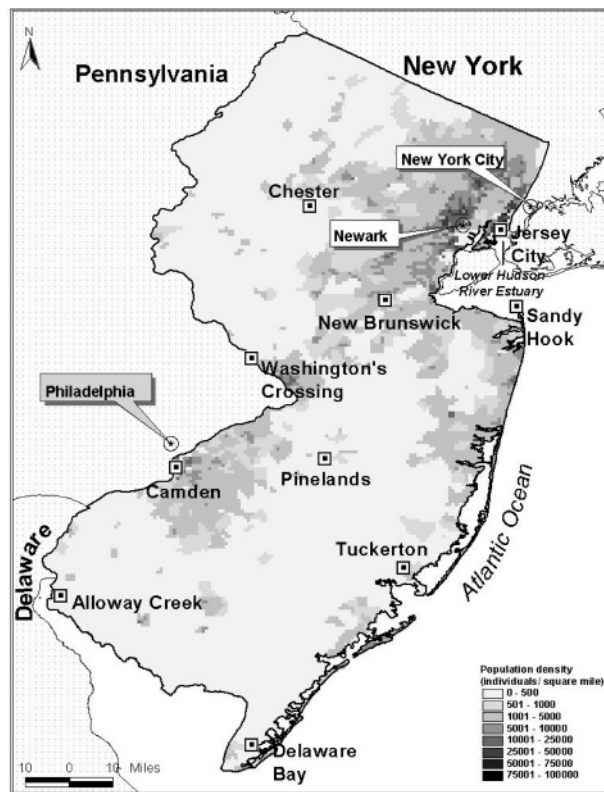 N
Pennsylvania
New York
New York City
Chester
Newark
Jersey
City
Lower Hudson
River Estuary
New Brunswick
Sandy
Hook
Washington's
Crossing
Philadelphia
Camden
Pinelands
Atlantic Ocean
Delaware
Tuckerton
Alloway Creek
Population density
(individuals/ square mile)
0 - 500
501 - 1000
1001 - 5000
5001 - 10000
10001 - 25000
25001 - 50000
50001 - 75000
75001 - 100000
Delaware
Bay
10 0 10 Miles